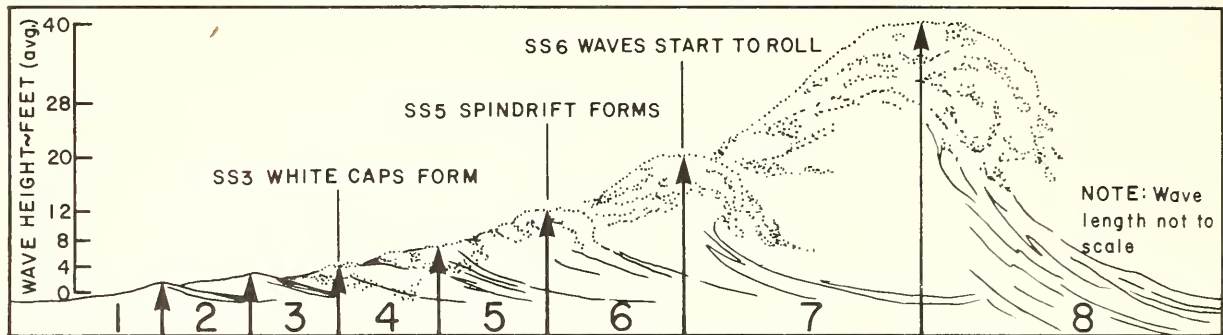 WAVE HEIGHT~FEET (avg.)
40
28
20
12
8
4
0
SS6 WAVES START TO ROLL
SS5 SPINDRIFT FORMS
SS3 WHITE CAPS FORM
NOTE: Wave
length not to
scale
1 2 3 4 5 6 7 8